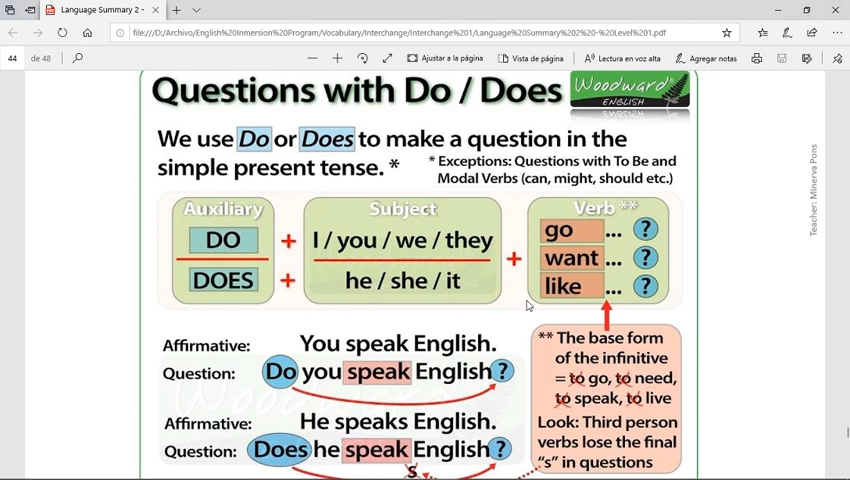 Language Summary 2 -
file:///D:/Archivo/English%20Inmersion%20Program/Vocabulary/Interchange/Interchange%201/Language%20Summary%202%20-%20Level%201.pdf
44 de 48
Ajustar a la página
Vista de página
Lectura en voz alta
Agregar notas
Questions with Do / Does
Woodward
ENGLISH
We use Do or Does to make a question in the
simple present tense. *
* Exceptions: Questions with To Be and
Modal Verbs (can, might, should etc.)
Auxiliary
Subject
Verb **
DO + I / you / we / they
DOES + he / she / it
+
go ... ?
want ... ?
like ... ?
Affirmative: You speak English.
Question: Do you speak English ?
Affirmative: He speaks English.
Question: Does he speak English ?
s
** The base form
of the infinitive
= to go, to need,
to speak, to live
Look: Third person
verbs lose the final
"s" in questions
Teacher: Minerva Pons